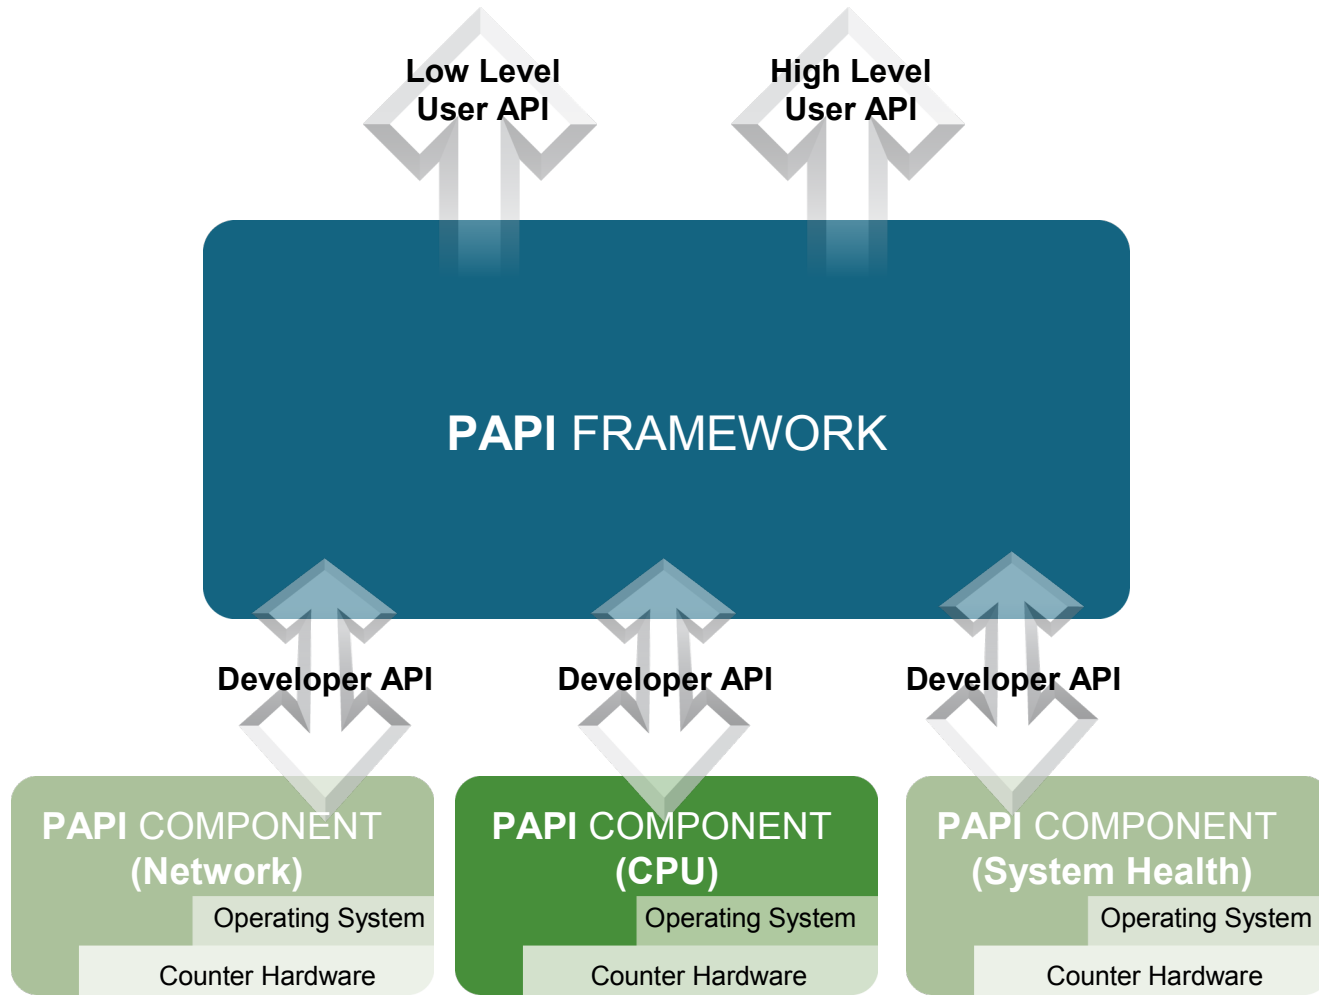 Low Level
User API
High Level
User API
PAPI FRAMEWORK
Developer API
Developer API
Developer API
PAPI COMPONENT
(Network)
Operating System
Counter Hardware
PAPI COMPONENT
(CPU)
Operating System
Counter Hardware
PAPI COMPONENT
(System Health)
Operating System
Counter Hardware